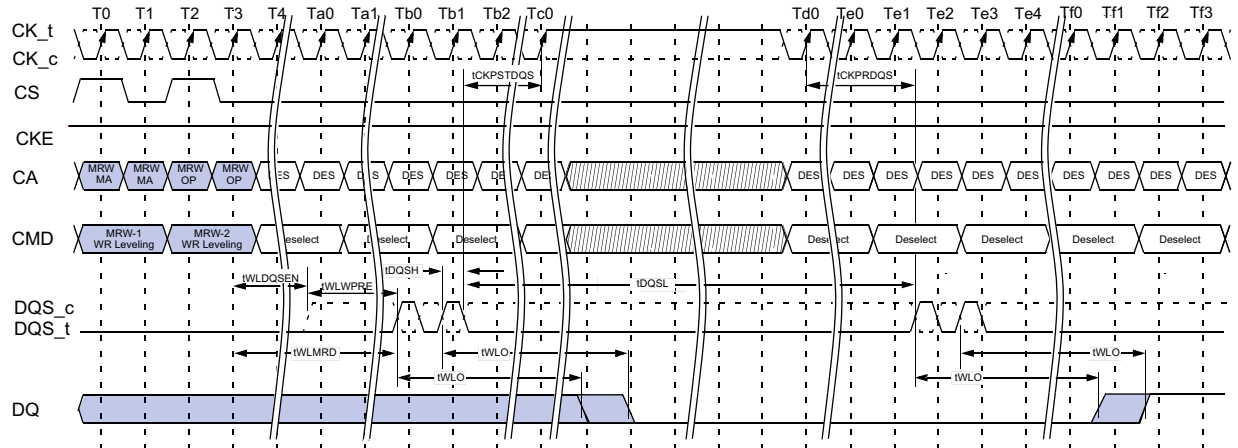 T0 T1 T2 T3 T4 Ta0 Ta1 Tb0 Tb1 Tb2 Tc0 Td0 Te0 Te1 Te2 Te3 Te4 Tf0 Tf1 Tf2 Tf3
CK_t
CK_c
tCKPSTDQS tCKPRDQS
CS
CKE
CA
MRW MA
MRW MA
MRW OP
MRW OP
DES DES DES DES DES DES DES DES DES DES DES DES DES DES DES DES DES
CMD
MRW-1 WR Leveling
MRW-2 WR Leveling
Deselect Deselect Deselect Deselect Deselect Deselect Deselect Deselect
tWLDQSEN tWLWPRE tDQSH tDQSL
DQS_c
DQS_t
tWLMRD tWLO tWLO
tWLO tWLO
DQ